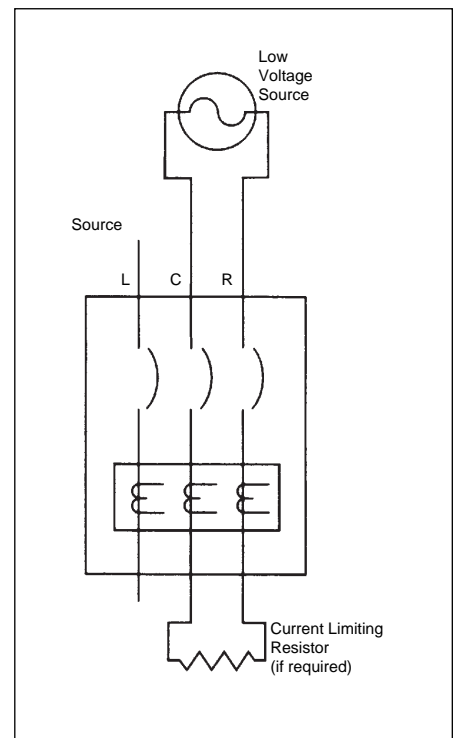 Low
Voltage
Source
Source
L C R
Current Limiting
Resistor
(if required)